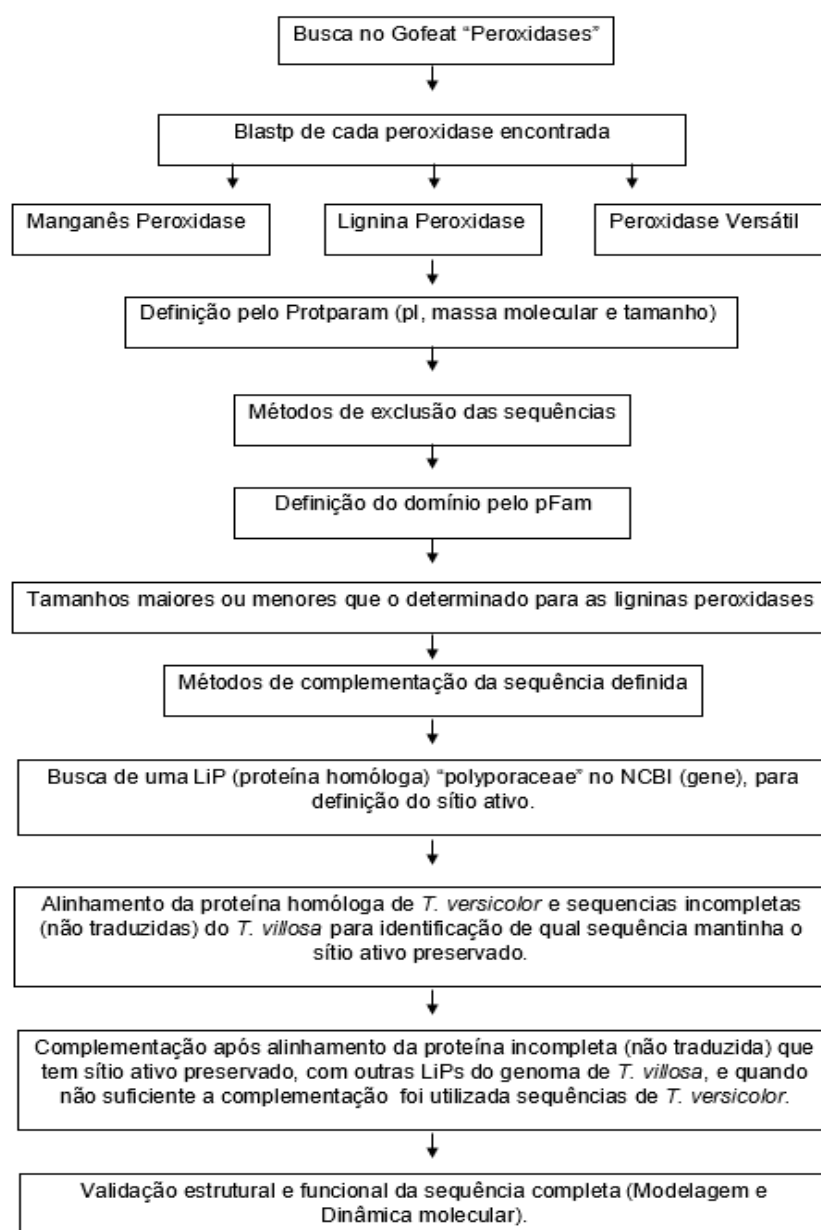 Busca no Gofeat “Peroxidases”
Blastp de cada peroxidase encontrada
Manganês Peroxidase
Lignina Peroxidase
Peroxidase Versátil
Definição pelo Protparam (pI, massa molecular e tamanho)
Métodos de exclusão das sequências
Definição do domínio pelo pFam
Tamanhos maiores ou menores que o determinado para as ligninas peroxidases
Métodos de complementação da sequência definida
Busca de uma LiP (proteína homóloga) “polyporaceae” no NCBI (gene), para
definição do sítio ativo.
Alinhamento da proteína homóloga de T. versicolor e sequencias incompletas
(não traduzidas) do T. villosa para identificação de qual sequência mantinha o
sítio ativo preservado.
Complementação após alinhamento da proteína incompleta (não traduzida) que
tem sítio ativo preservado, com outras LiPs do genoma de T. villosa, e quando
não suficiente a complementação foi utilizada sequências de T. versicolor.
Validação estrutural e funcional da sequência completa (Modelagem e
Dinâmica molecular).